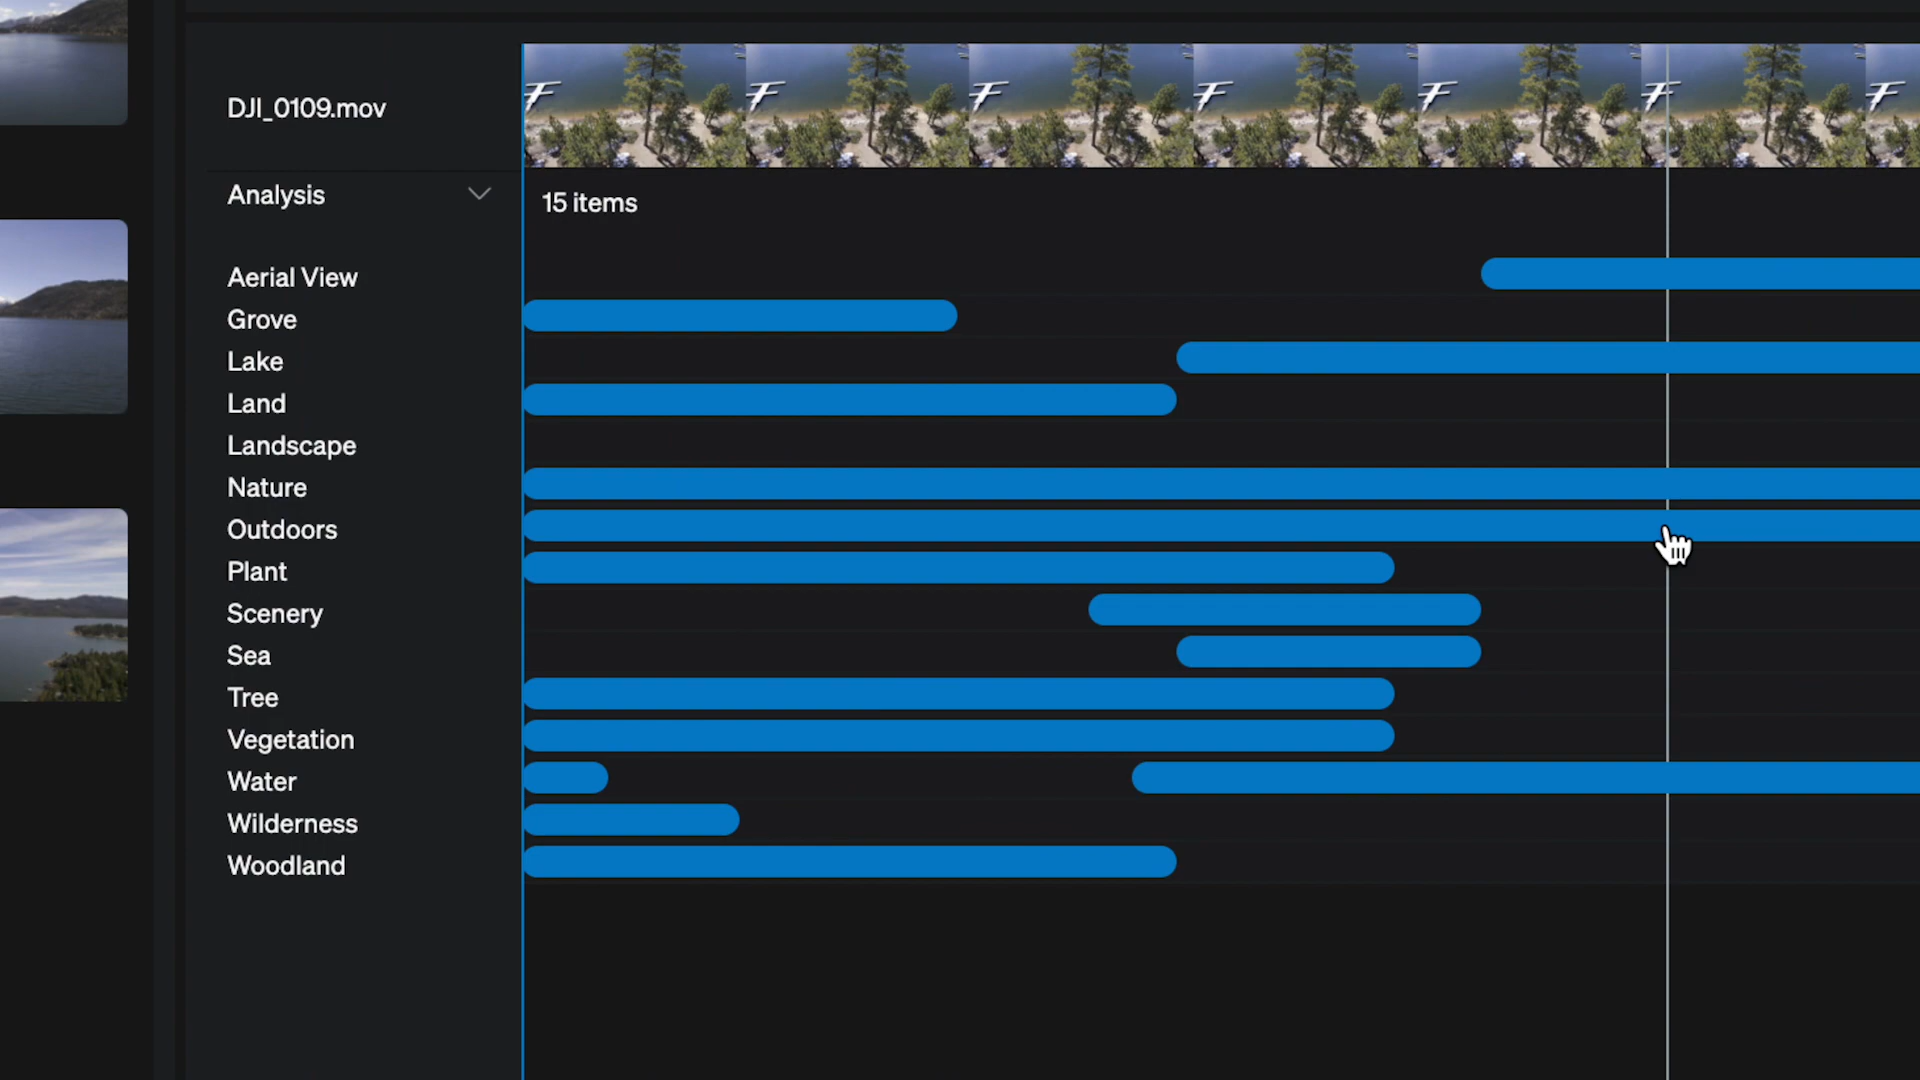 DJI_0109.mov
Analysis
15 items
Aerial View
Grove
Lake
Land
Landscape
Nature
Outdoors
Plant
Scenery
Sea
Tree
Vegetation
Water
Wilderness
Woodland